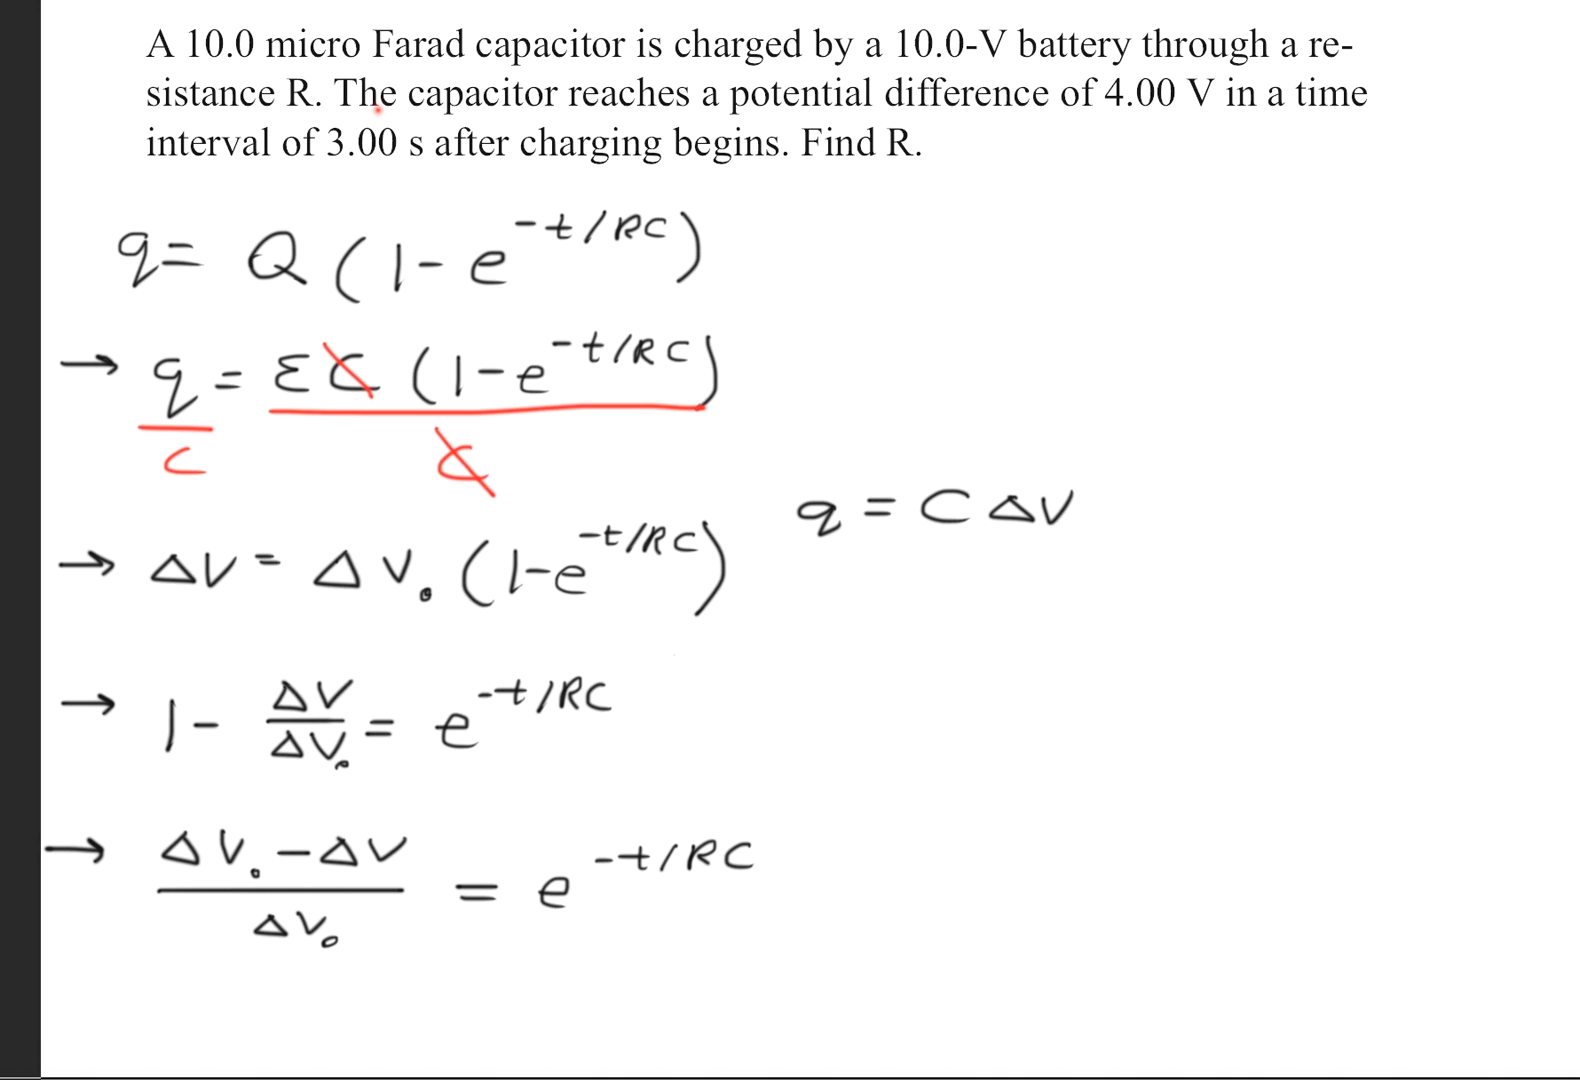 A 10.0 micro Farad capacitor is charged by a 10.0-V battery through a re-
sistance R. The capacitor reaches a potential difference of 4.00 V in a time
interval of 3.00 s after charging begins. Find R.
q = Q (1 - e^{-t/RC})
→ q/C = εC (1 - e^{-t/RC})/C
q = C ΔV
→ ΔV = ΔV₀ (1 - e^{-t/RC})
→ 1 - ΔV/ΔV₀ = e^{-t/RC}
→ (ΔV₀ - ΔV)/ΔV₀ = e^{-t/RC}